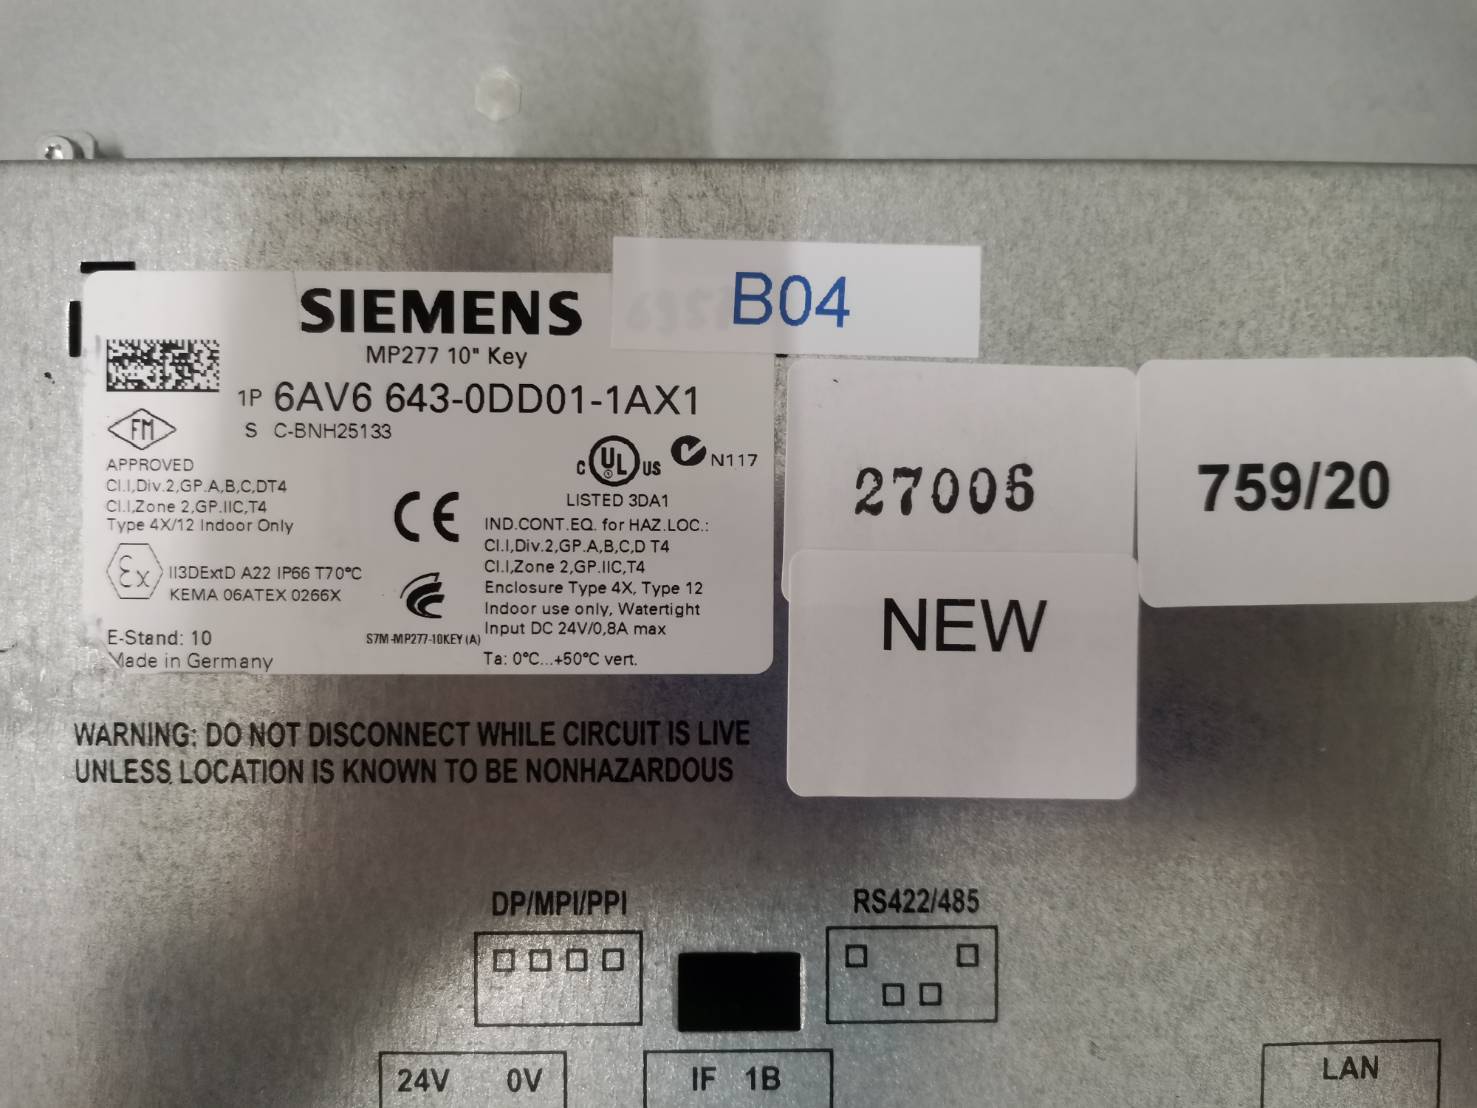 SIEMENS
B04
MP277 10" Key
1P 6AV6 643-0DD01-1AX1
S C-BNH25133
FM
APPROVED
Cl.I,Div.2,GP.A,B,C,DT4
Cl.I,Zone 2,GP.IIC,T4
Type 4X/12 Indoor Only
Ex II3DExtD A22 IP66 T70°C
KEMA 06ATEX 0266X
E-Stand: 10
Made in Germany
CE
S7M-MP277-10KEY(A)
C UL US N117
LISTED 3DA1
IND.CONT.EQ. for HAZ.LOC.:
Cl.I,Div.2,GP.A,B,C,D T4
Cl.I,Zone 2,GP.IIC,T4
Enclosure Type 4X, Type 12
Indoor use only, Watertight
Input DC 24V/0,8A max
Ta: 0°C...+50°C vert.
27006
759/20
NEW
WARNING: DO NOT DISCONNECT WHILE CIRCUIT IS LIVE
UNLESS LOCATION IS KNOWN TO BE NONHAZARDOUS
DP/MPI/PPI
RS422/485
24V 0V
IF 1B
LAN